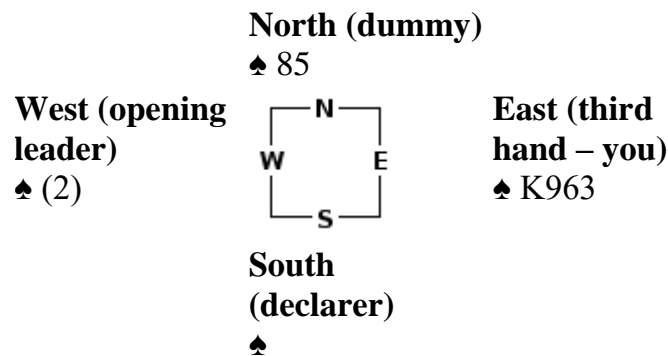 North (dummy)
♠ 85
West (opening
leader)
♠ (2)
N
W E
S
East (third
hand – you)
♠ K963
South
(declarer)
♠